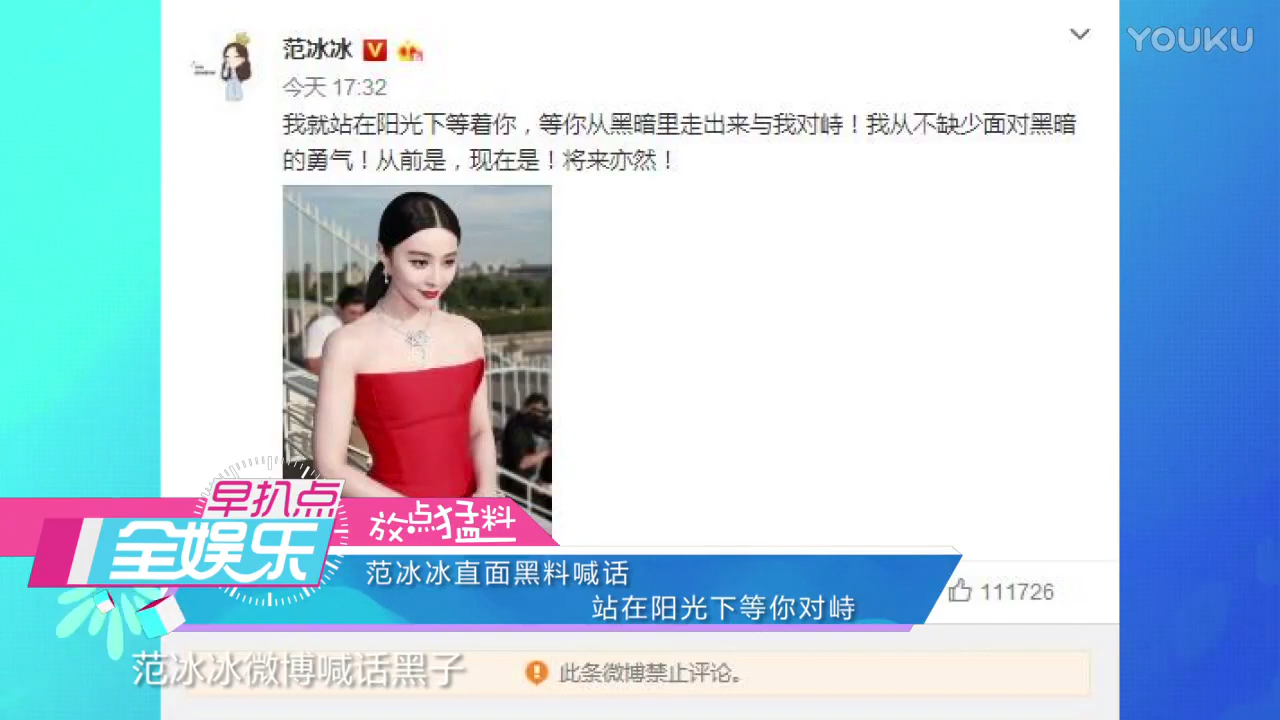 范冰冰
今天 17:32
我就站在阳光下等着你，等你从黑暗里走出来与我对峙！我从不缺少面对黑暗
的勇气！从前是，现在是！将来亦然！
YOUKU
早扒点
全娱乐
放点猛料
范冰冰直面黑料喊话
站在阳光下等你对峙
111726
范冰冰微博喊话黑子
此条微博禁止评论。